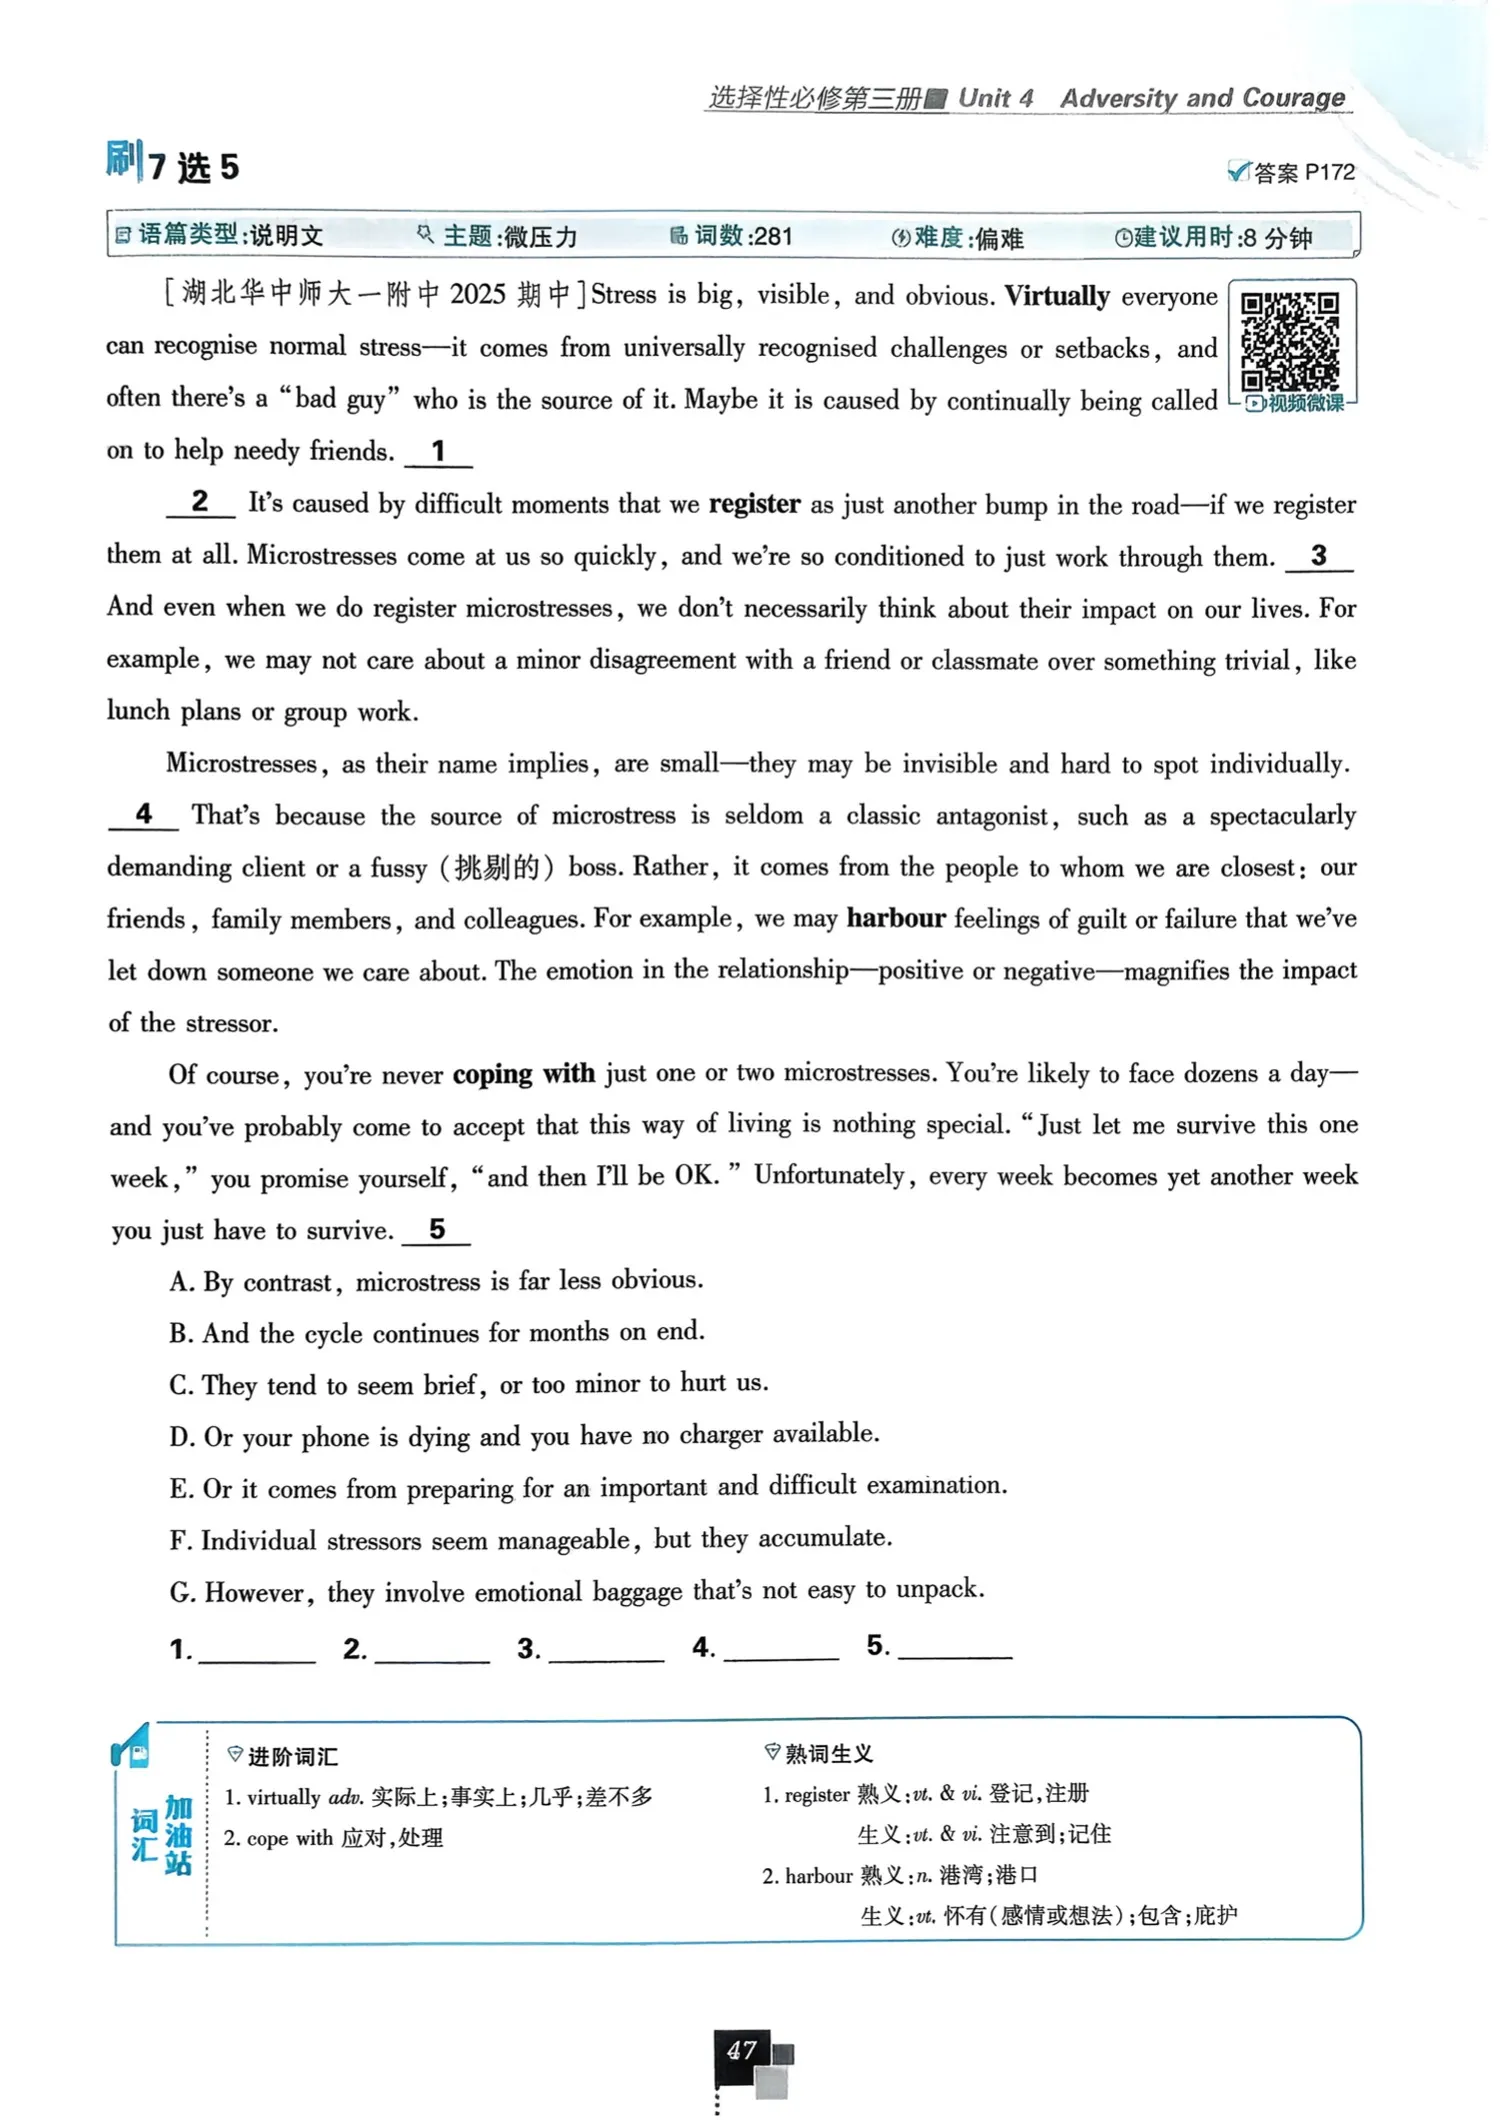 选择性必修第三册 Unit 4 Adversity and Courage
刷7选5
答案 P172
语篇类型:说明文 主题:微压力 词数:281 难度:偏难 建议用时:8 分钟
[湖北华中师大一附中 2025 期中]Stress is big, visible, and obvious. Virtually everyone
can recognise normal stress—it comes from universally recognised challenges or setbacks, and
often there's a “bad guy” who is the source of it. Maybe it is caused by continually being called
视频微课
on to help needy friends. 1
2 It's caused by difficult moments that we register as just another bump in the road—if we register
them at all. Microstresses come at us so quickly, and we're so conditioned to just work through them. 3
And even when we do register microstresses, we don't necessarily think about their impact on our lives. For
example, we may not care about a minor disagreement with a friend or classmate over something trivial, like
lunch plans or group work.
Microstresses, as their name implies, are small—they may be invisible and hard to spot individually.
4 That's because the source of microstress is seldom a classic antagonist, such as a spectacularly
demanding client or a fussy (挑剔的) boss. Rather, it comes from the people to whom we are closest: our
friends, family members, and colleagues. For example, we may harbour feelings of guilt or failure that we've
let down someone we care about. The emotion in the relationship—positive or negative—magnifies the impact
of the stressor.
Of course, you're never coping with just one or two microstresses. You're likely to face dozens a day—
and you've probably come to accept that this way of living is nothing special. “Just let me survive this one
week,” you promise yourself, “and then I'll be OK.” Unfortunately, every week becomes yet another week
you just have to survive. 5
A. By contrast, microstress is far less obvious.
B. And the cycle continues for months on end.
C. They tend to seem brief, or too minor to hurt us.
D. Or your phone is dying and you have no charger available.
E. Or it comes from preparing for an important and difficult examination.
F. Individual stressors seem manageable, but they accumulate.
G. However, they involve emotional baggage that's not easy to unpack.
1. 2. 3. 4. 5.
词汇加油站
进阶词汇
1. virtually adv. 实际上;事实上;几乎;差不多
2. cope with 应对,处理
熟词生义
1. register 熟义:vt. & vi. 登记,注册
生义:vt. & vi. 注意到;记住
2. harbour 熟义:n. 港湾;港口
生义:vt. 怀有(感情或想法);包含;庇护
47